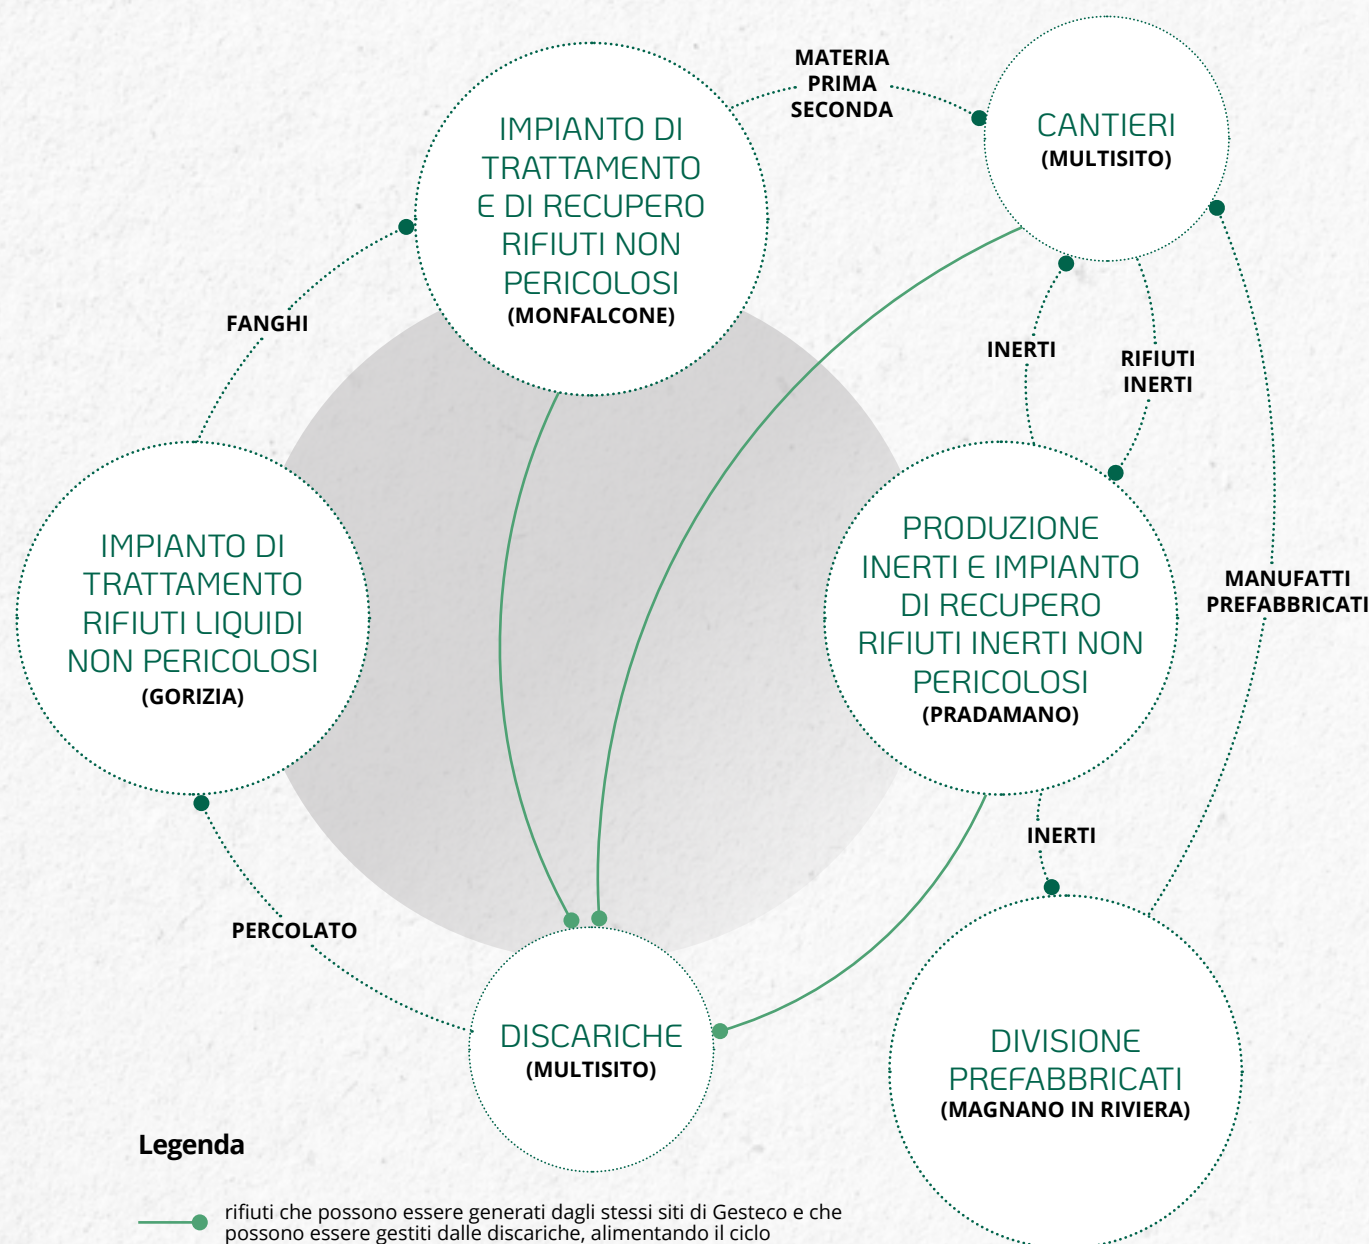 MATERIA
PRIMA
SECONDA
CANTIERI
(MULTISITO)
IMPIANTO DI
TRATTAMENTO
E DI RECUPERO
RIFIUTI NON
PERICOLOSI
(MONFALCONE)
FANGHI
INERTI
RIFIUTI
INERTI
IMPIANTO DI
TRATTAMENTO
RIFIUTI LIQUIDI
NON PERICOLOSI
(GORIZIA)
PRODUZIONE
INERTI E IMPIANTO
DI RECUPERO
RIFIUTI INERTI NON
PERICOLOSI
(PRADAMANO)
MANUFATTI
PREFABBRICATI
INERTI
PERCOLATO
DISCARICHE
(MULTISITO)
DIVISIONE
PREFABBRICATI
(MAGNANO IN RIVIERA)
Legenda
rifiuti che possono essere generati dagli stessi siti di Gesteco e che
possono essere gestiti dalle discariche, alimentando il ciclo